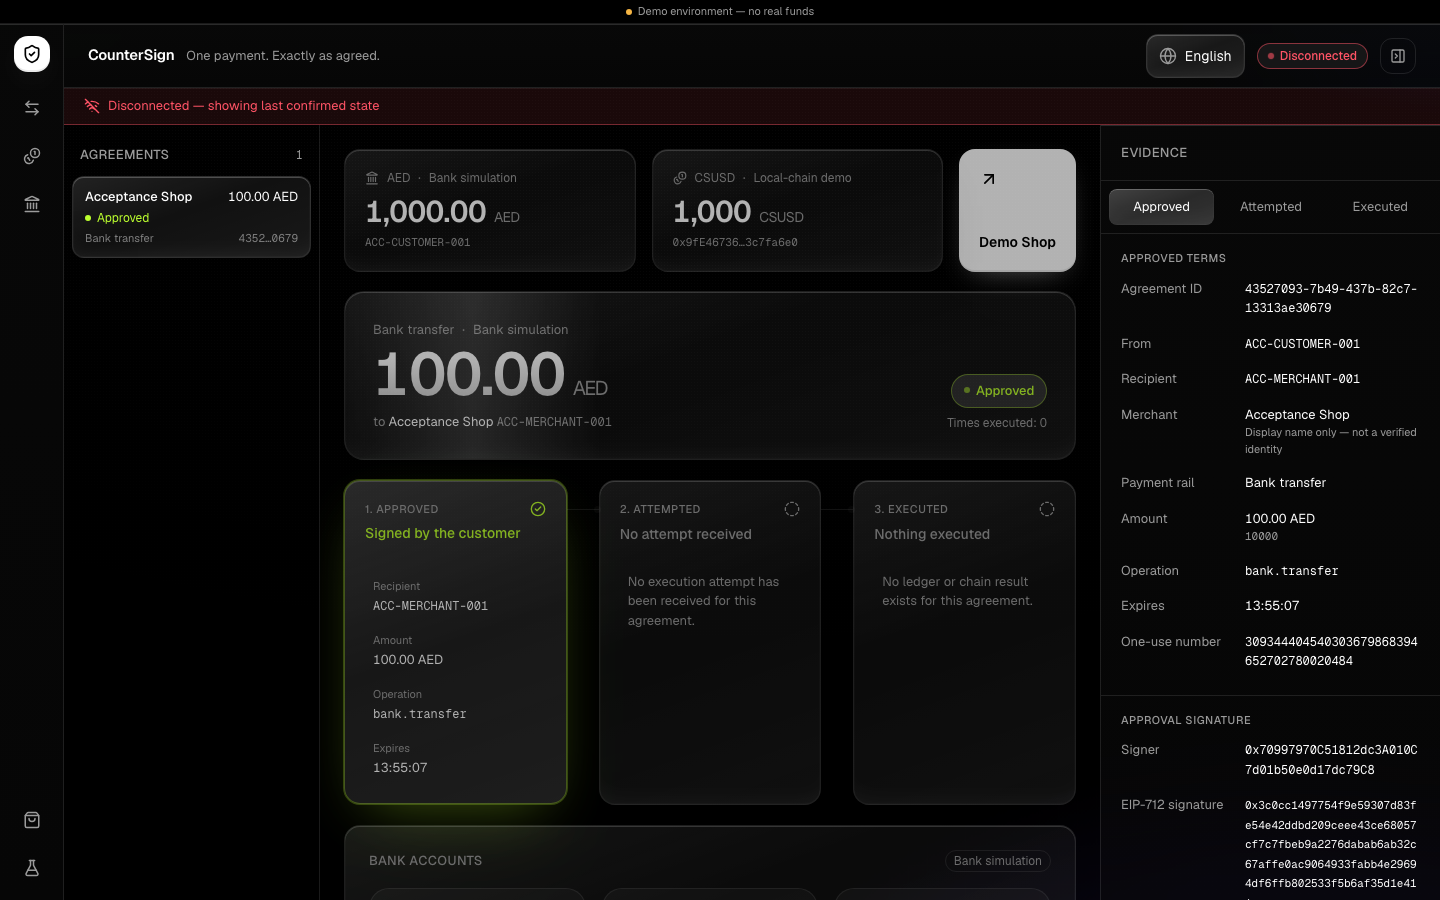 Demo environment — no real funds
CounterSign
One payment. Exactly as agreed.
English
Disconnected
Disconnected — showing last confirmed state
AGREEMENTS
1
Acceptance Shop
100.00 AED
Approved
Bank transfer
4352…0679
AED · Bank simulation
1,000.00 AED
ACC-CUSTOMER-001
CSUSD · Local-chain demo
1,000 CSUSD
0x9fE46736…3c7fa6e0
Demo Shop
Bank transfer · Bank simulation
100.00 AED
to Acceptance Shop ACC-MERCHANT-001
Approved
Times executed: 0
1. APPROVED
Signed by the customer
Recipient
ACC-MERCHANT-001
Amount
100.00 AED
Operation
bank.transfer
Expires
13:55:07
2. ATTEMPTED
No attempt received
No execution attempt has
been received for this
agreement.
3. EXECUTED
Nothing executed
No ledger or chain result
exists for this agreement.
BANK ACCOUNTS
Bank simulation
EVIDENCE
Approved
Attempted
Executed
APPROVED TERMS
Agreement ID
43527093-7b49-437b-82c7-
13313ae30679
From
ACC-CUSTOMER-001
Recipient
ACC-MERCHANT-001
Merchant
Acceptance Shop
Display name only — not a verified
identity
Payment rail
Bank transfer
Amount
100.00 AED
10000
Operation
bank.transfer
Expires
13:55:07
One-use number
309344404540303679868394
652702780020484
APPROVAL SIGNATURE
Signer
0x70997970C51812dc3A010C
7d01b50e0d17dc79C8
EIP-712 signature
0x3c0cc1497754f9e59307d83f
e54e42ddbd209ceee43ce68057
cf7c7fbeb9a2276dabab6ab32c
67affe0ac9064933fabb4e2969
4df6ffb802533f5b6af35d1e41